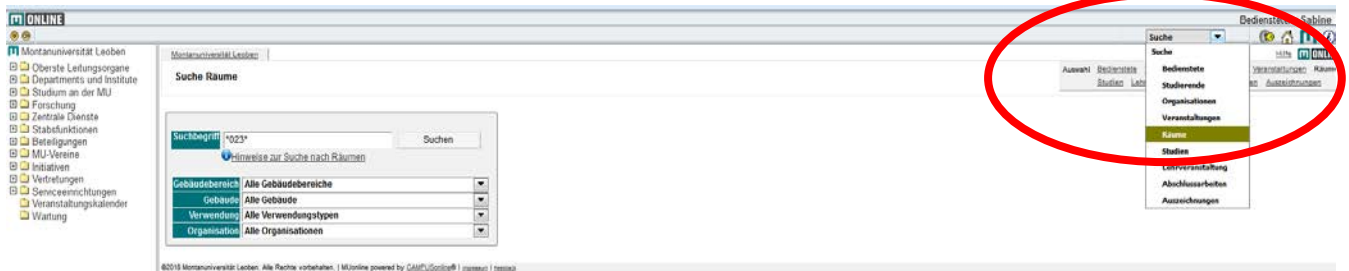 m ONLINE
Bedienstete Sabine
Suche
Montanuniversität Leoben
Oberste Leitungsorgane
Departments und Institute
Studium an der MU
Forschung
Zentrale Dienste
Stabsfunktionen
Beteiligungen
MU-Vereine
Initiativen
Vertretungen
Serviceeinrichtungen
Veranstaltungskalender
Wartung
Montanuniversität Leoben
Hilfe
Suche Räume
Auswahl Bedienstete Veranstaltungen Räume
Studien Auszeichnungen
Suche
Bedienstete
Studierende
Organisationen
Veranstaltungen
Räume
Studien
Lehrveranstaltung
Abschlussarbeiten
Auszeichnungen
Suchbegriff *023* Suchen
Hinweise zur Suche nach Räumen
Gebäudebereich Alle Gebäudebereiche
Gebäude Alle Gebäude
Verwendung Alle Verwendungstypen
Organisation Alle Organisationen
©2018 Montanuniversität Leoben. Alle Rechte vorbehalten. | MUonline powered by CAMPUSonline® | Impressum | Feedback